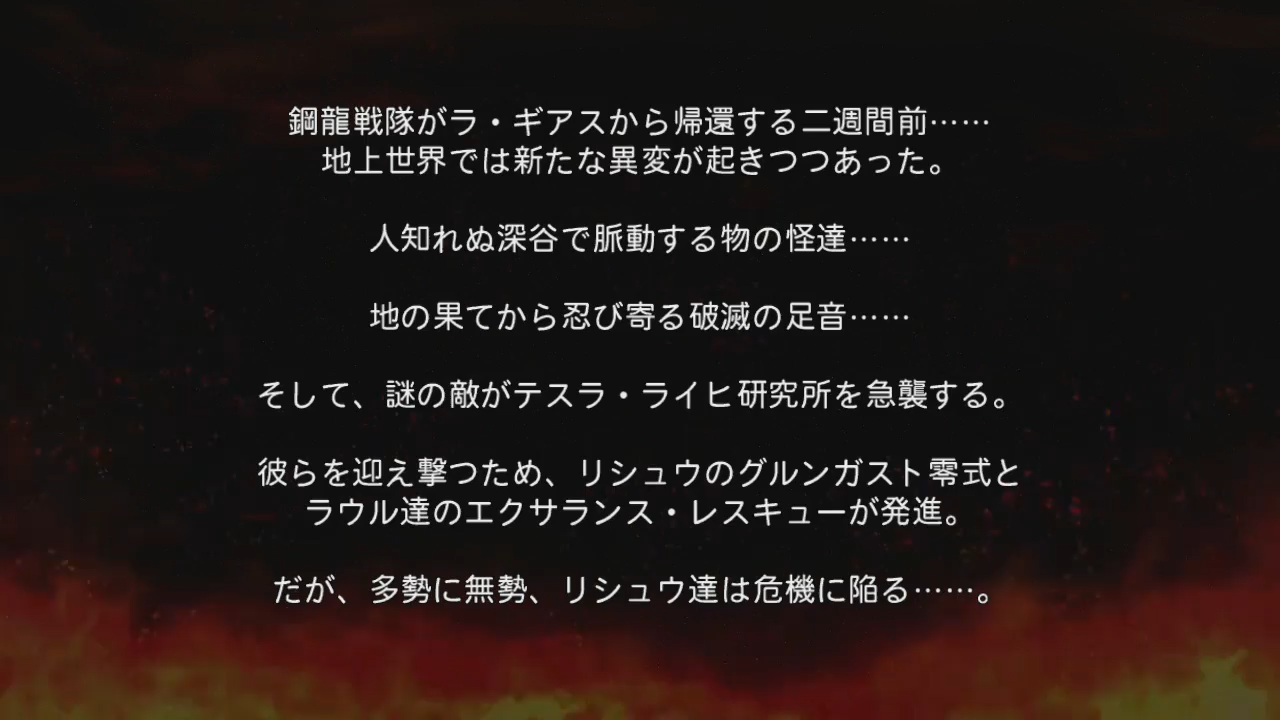 鋼龍戦隊がラ・ギアスから帰還する二週間前……
地上世界では新たな異変が起きつつあった。
人知れぬ深谷で脈動する物の怪達……
地の果てから忍び寄る破滅の足音……
そして、謎の敵がテスラ・ライヒ研究所を急襲する。
彼らを迎え撃つため、リシュウのグルンガスト零式と
ラウル達のエクサランス・レスキューが発進。
だが、多勢に無勢、リシュウ達は危機に陥る……。